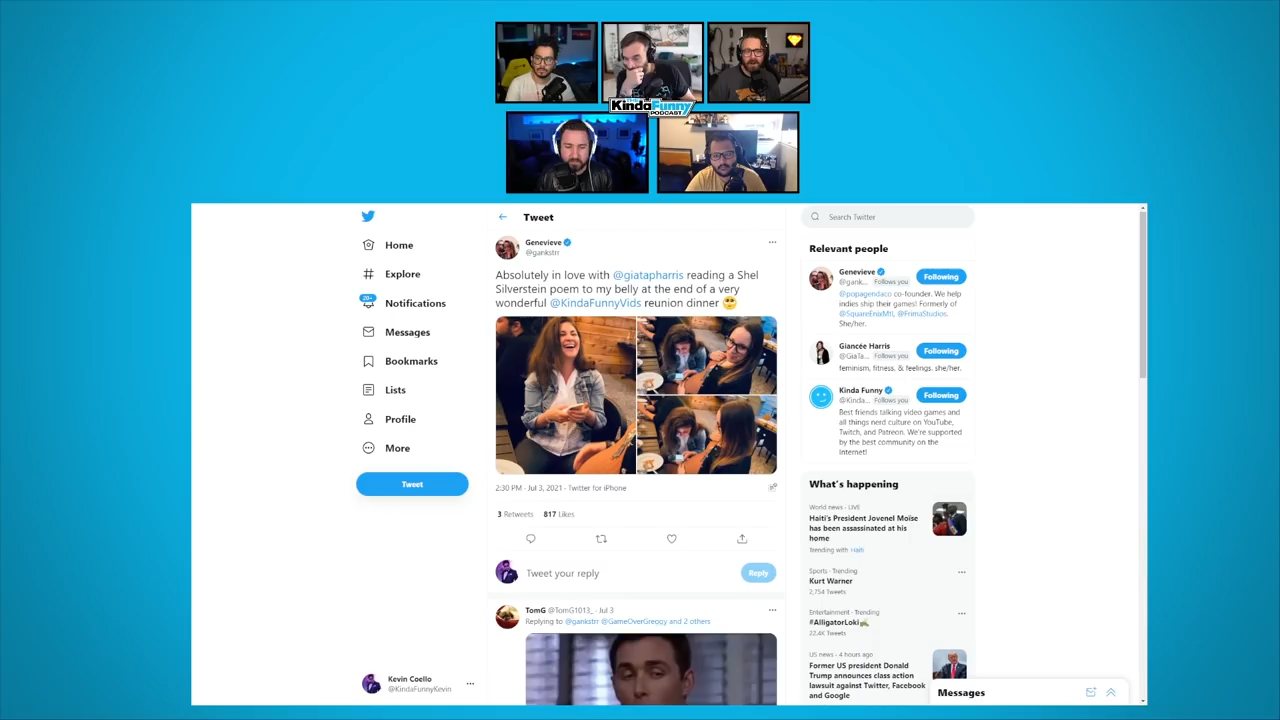 THE
KindaFunny
PODCAST
Home
Explore
20+
Notifications
Messages
Bookmarks
Lists
Profile
More
Tweet
Kevin Coello
@KindaFunnyKevin
Tweet
Genevieve
@gankstrr
Absolutely in love with @giatapharris reading a Shel
Silverstein poem to my belly at the end of a very
wonderful @KindaFunnyVids reunion dinner 🥺
2:30 PM · Jul 3, 2021 · Twitter for iPhone
3 Retweets 817 Likes
Tweet your reply
Reply
TomG @TomG1013_ · Jul 3
Replying to @gankstrr @GameOverGreggy and 2 others
Search Twitter
Relevant people
Genevieve
@gank... Follows you
Following
@popagendaco co-founder. We help
indies ship their games! Formerly of
@SquareEnixMtl, @FrimaStudios.
She/her.
Giancée Harris
@GiaTa... Follows you
Following
feminism, fitness, & feelings. she/her.
Kinda Funny
@Kinda... Follows you
Following
Best friends talking video games and
all things nerd culture on YouTube,
Twitch, and Patreon. We're supported
by the best community on the
Internet!
What's happening
World news · LIVE
Haiti's President Jovenel Moïse
has been assassinated at his
home
Trending with Haiti
Sports · Trending
Kurt Warner
2,754 Tweets
Entertainment · Trending
#AlligatorLoki
22.4K Tweets
US news · 4 hours ago
Former US president Donald
Trump announces class action
lawsuit against Twitter, Facebook
and Google
Messages